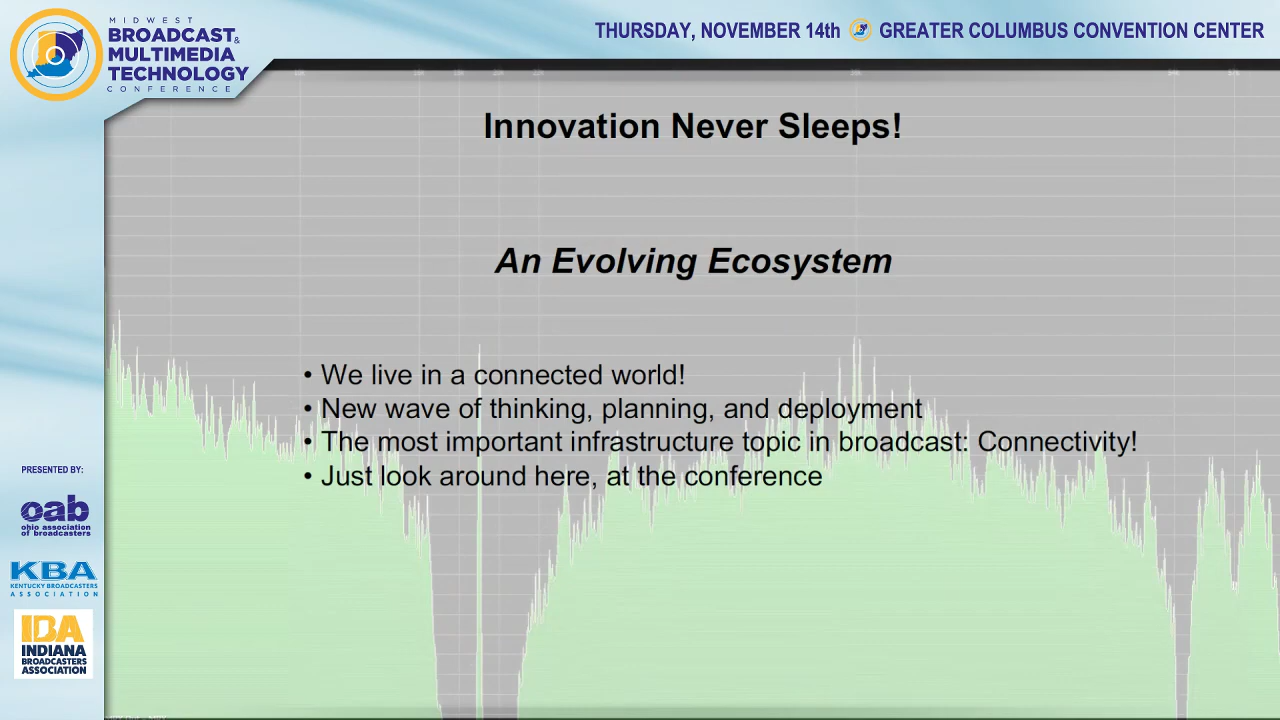 MIDWEST
BROADCAST &
MULTIMEDIA
TECHNOLOGY
CONFERENCE
THURSDAY, NOVEMBER 14th GREATER COLUMBUS CONVENTION CENTER
Innovation Never Sleeps!
An Evolving Ecosystem
• We live in a connected world!
• New wave of thinking, planning, and deployment
• The most important infrastructure topic in broadcast: Connectivity!
• Just look around here, at the conference
PRESENTED BY:
oab
ohio association
of broadcasters
KBA
KENTUCKY BROADCASTERS
ASSOCIATION
IBA
INDIANA
BROADCASTERS
ASSOCIATION